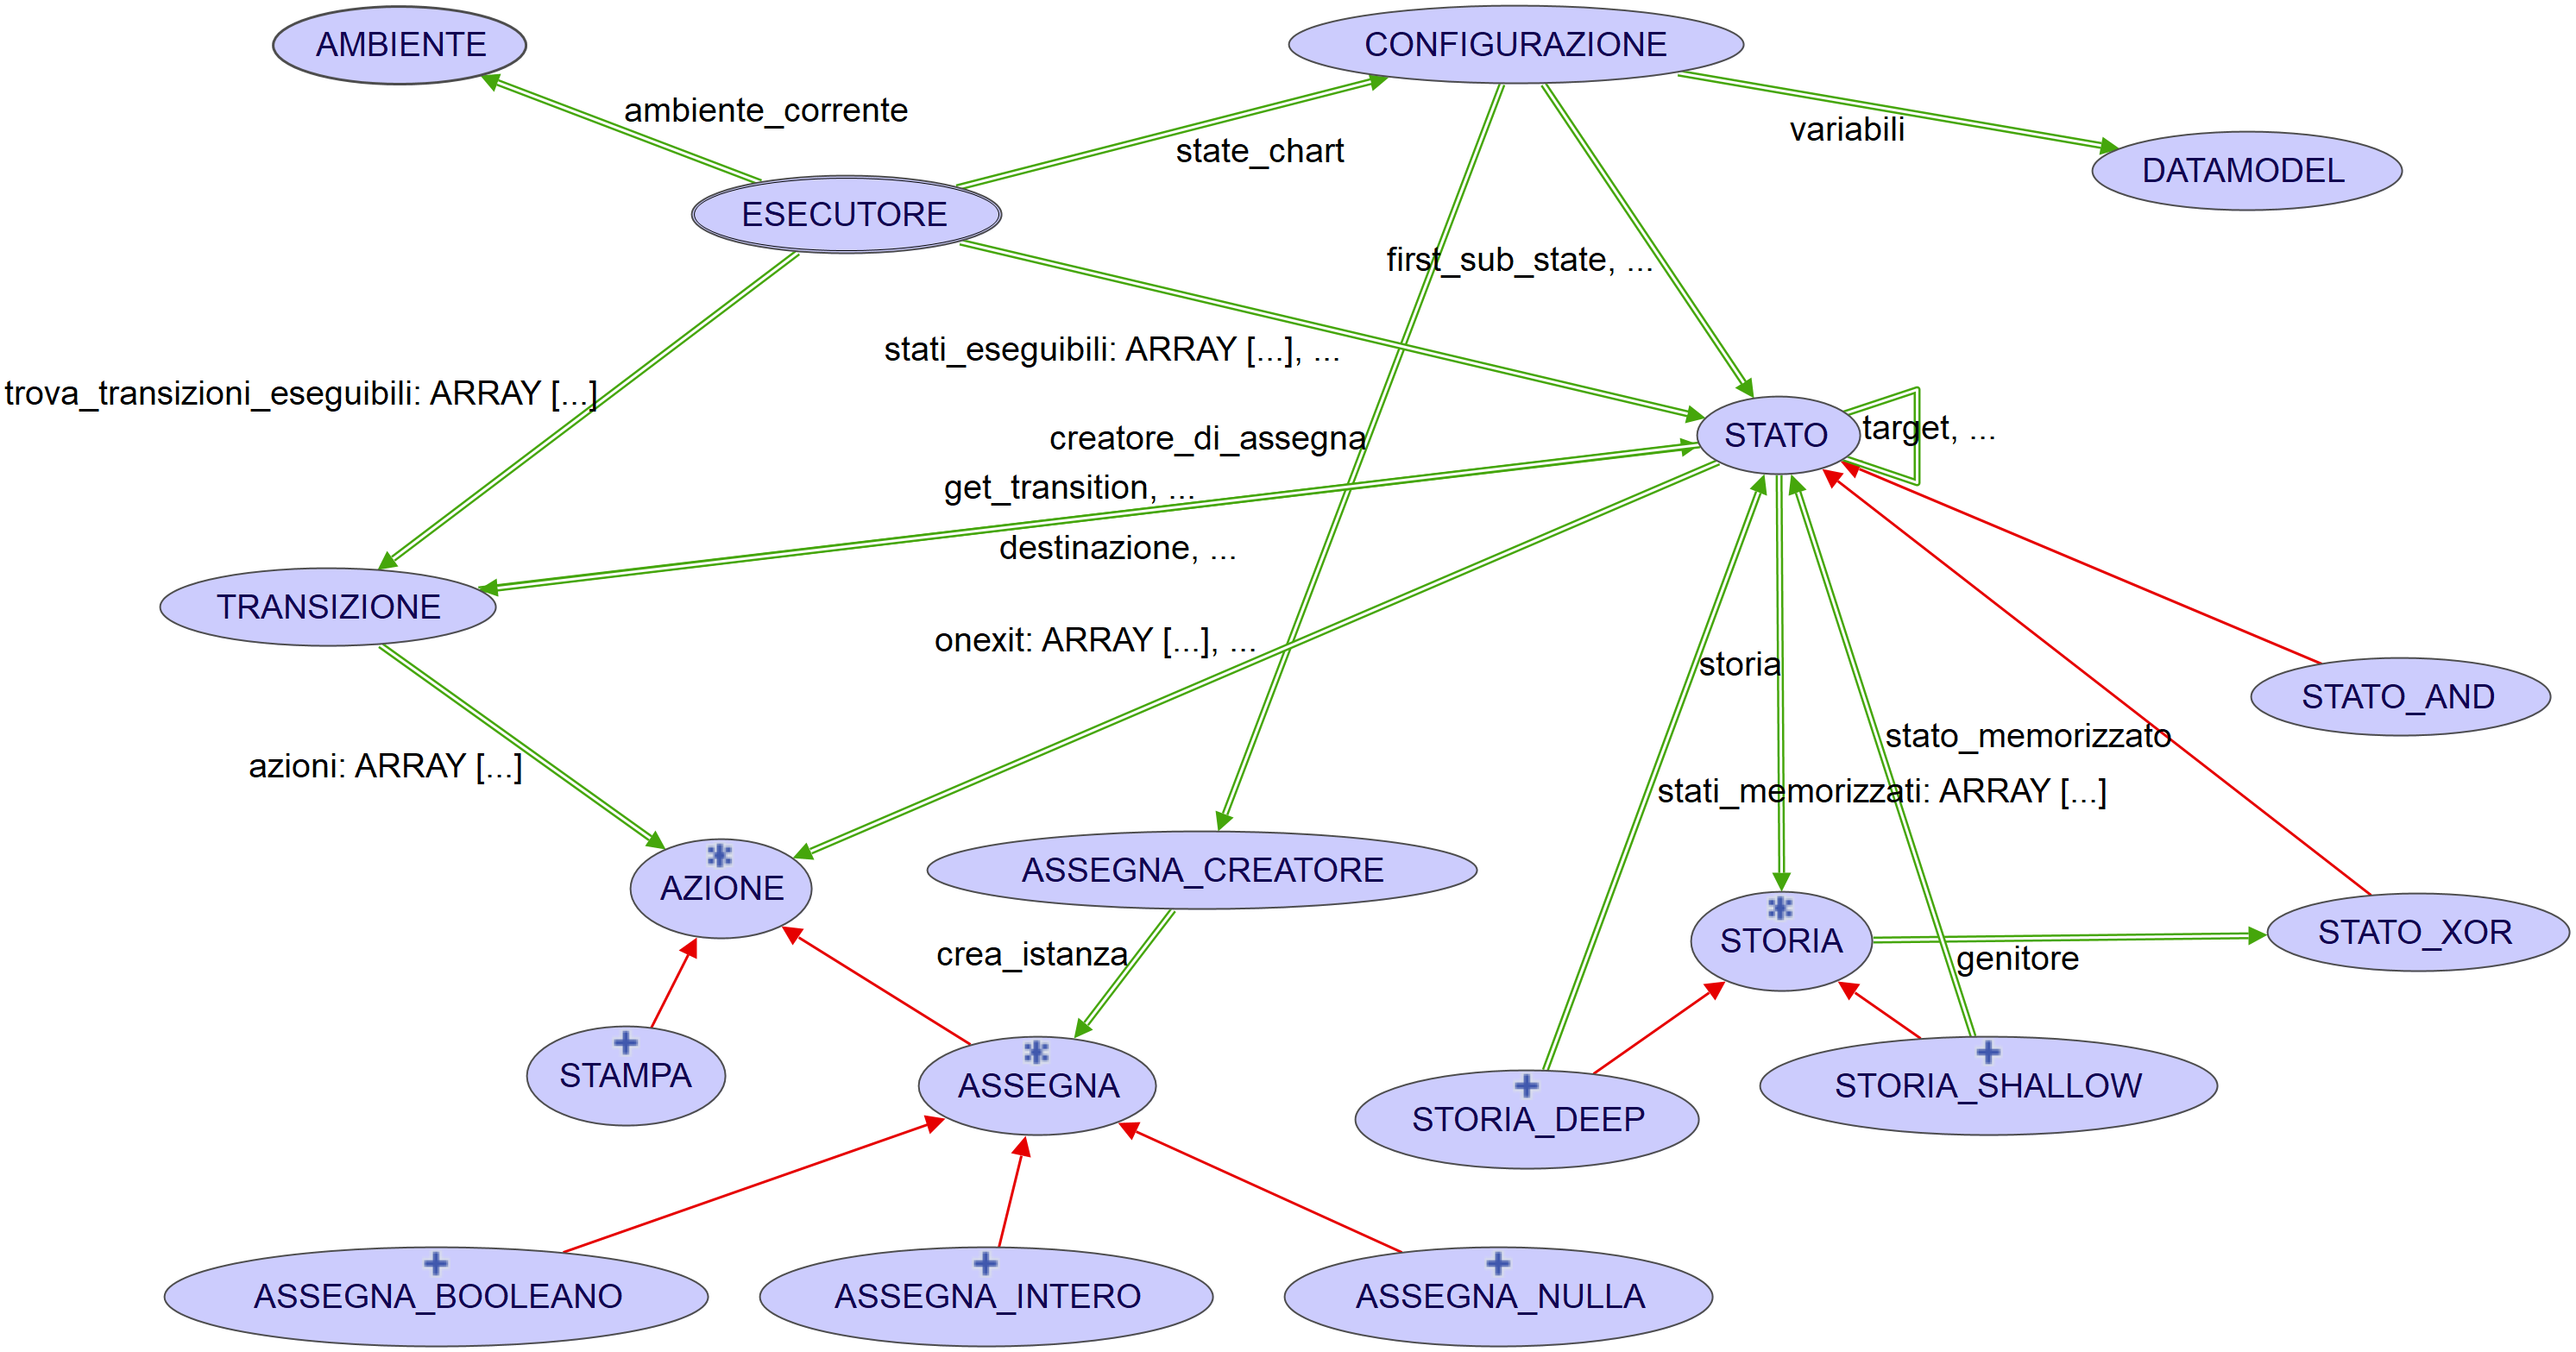 AMBIENTE
CONFIGURAZIONE
ambiente_corrente
state_chart
variabili
DATAMODEL
ESECUTORE
first_sub_state, ...
stati_eseguibili: ARRAY [...], ...
trova_transizioni_eseguibili: ARRAY [...]
creatore_di_assegna
STATO
target, ...
get_transition, ...
destinazione, ...
TRANSIZIONE
onexit: ARRAY [...], ...
storia
STATO_AND
stato_memorizzato
azioni: ARRAY [...]
stati_memorizzati: ARRAY [...]
AZIONE
ASSEGNA_CREATORE
STORIA
STATO_XOR
crea_istanza
genitore
STAMPA
ASSEGNA
STORIA_DEEP
STORIA_SHALLOW
ASSEGNA_BOOLEANO
ASSEGNA_INTERO
ASSEGNA_NULLA